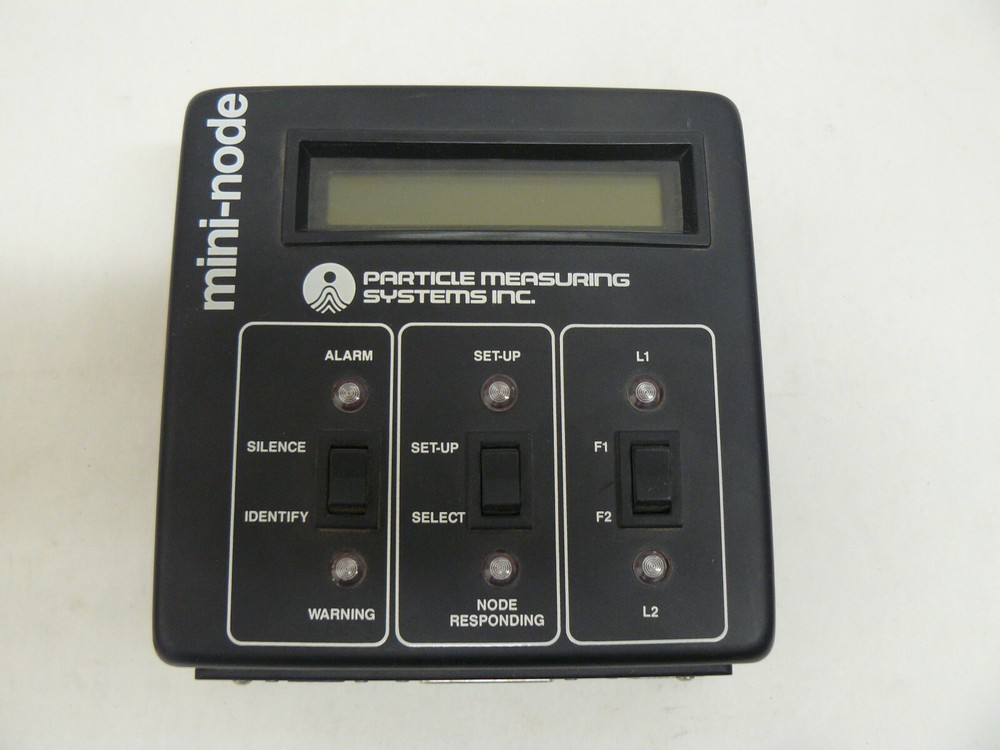 mini-node
PARTICLE MEASURING
SYSTEMS INC.
ALARM
SILENCE
IDENTIFY
WARNING
SET-UP
SET-UP
SELECT
NODE
RESPONDING
L1
F1
F2
L2